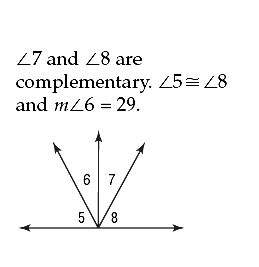 ∠7 and ∠8 are
complementary. ∠5 ≅ ∠8
and m∠6 = 29.
6 7
5 8